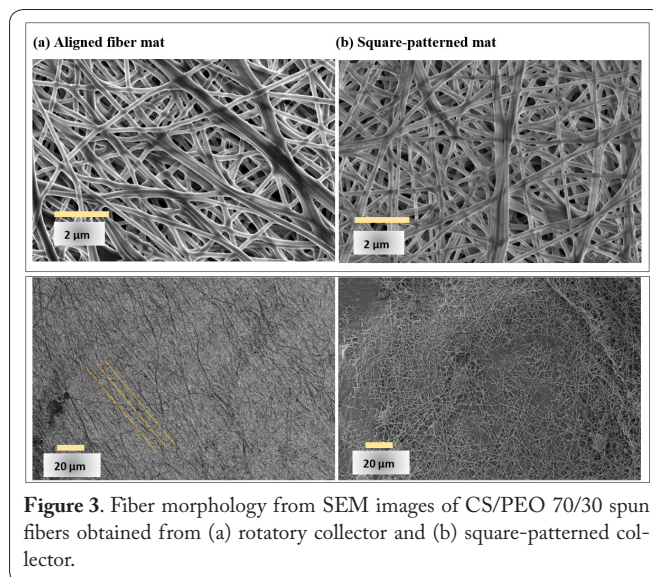 (a) Aligned fiber mat
(b) Square-patterned mat
2 µm
2 µm
20 µm
20 µm
Figure 3. Fiber morphology from SEM images of CS/PEO 70/30 spun
fibers obtained from (a) rotatory collector and (b) square-patterned col-
lector.